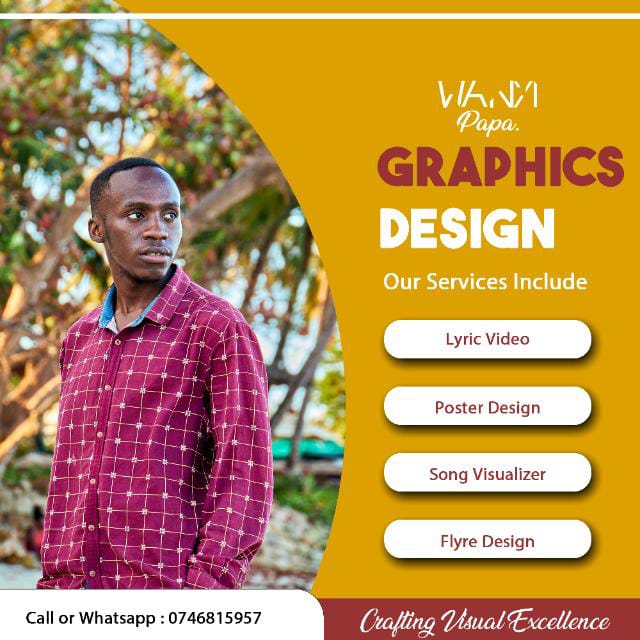 Papa.
GRAPHICS
DESIGN
Our Services Include
Lyric Video
Poster Design
Song Visualizer
Flyre Design
Call or Whatsapp : 0746815957
Crafting Visual Excellence